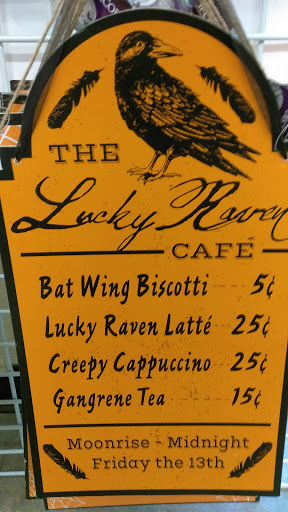 THE
Lucky Raven
CAFÉ
Bat Wing Biscotti --- 5¢
Lucky Raven Latté -- 25¢
Creepy Cappuccino -- 25¢
Gangrene Tea ---- 15¢
Moonrise - Midnight
Friday the 13th